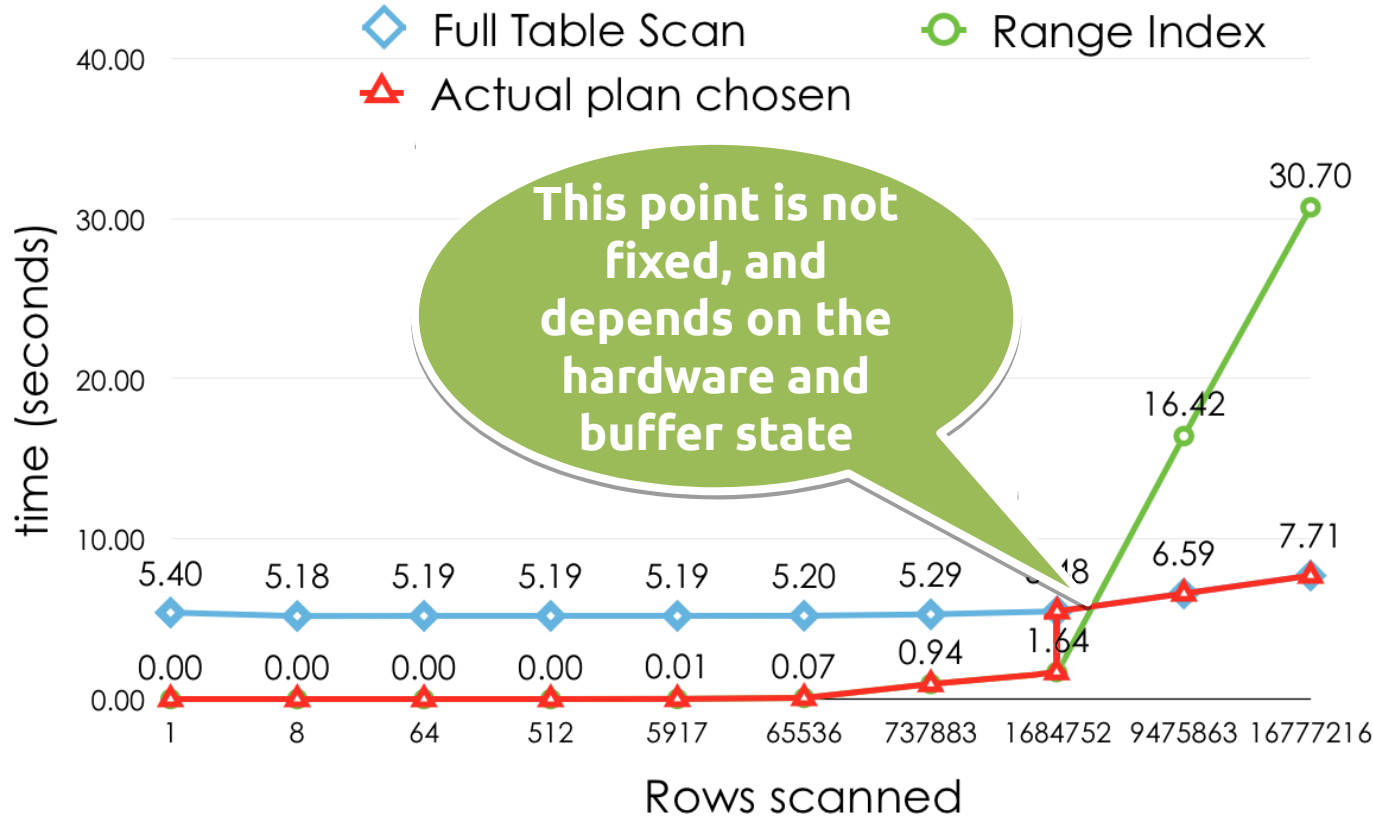 Full Table Scan
Range Index
Actual plan chosen
40.00
30.00
20.00
10.00
0.00
time (seconds)
This point is not
fixed, and
depends on the
hardware and
buffer state
30.70
16.42
5.40 5.18 5.19 5.19 5.19 5.20 5.29 6.59 7.71
0.00 0.00 0.00 0.00 0.01 0.07 0.94 1.64
1 8 64 512 5917 65536 737883 1684752 9475863 16777216
Rows scanned